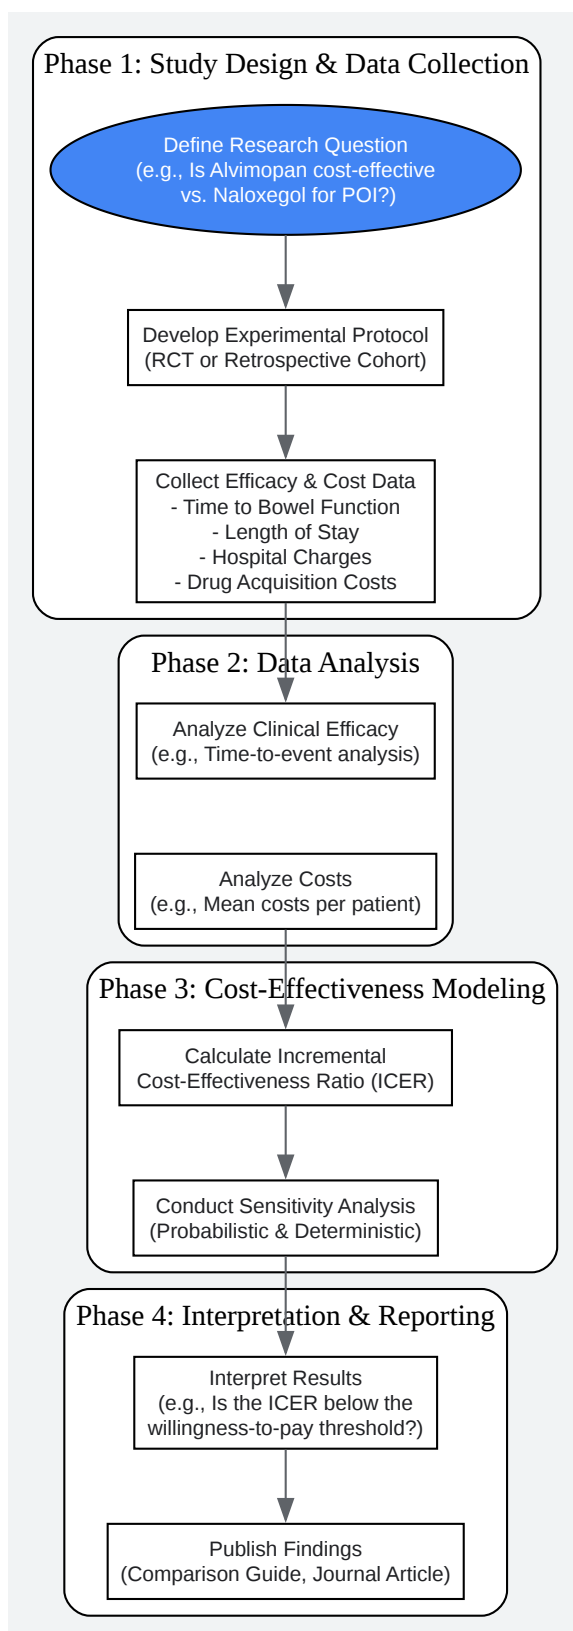 Phase 1: Study Design & Data Collection
Define Research Question
(e.g., Is Alvimopan cost-effective
vs. Naloxegol for POI?)
Develop Experimental Protocol
(RCT or Retrospective Cohort)
Collect Efficacy & Cost Data
- Time to Bowel Function
- Length of Stay
- Hospital Charges
- Drug Acquisition Costs
Phase 2: Data Analysis
Analyze Clinical Efficacy
(e.g., Time-to-event analysis)
Analyze Costs
(e.g., Mean costs per patient)
Phase 3: Cost-Effectiveness Modeling
Calculate Incremental
Cost-Effectiveness Ratio (ICER)
Conduct Sensitivity Analysis
(Probabilistic & Deterministic)
Phase 4: Interpretation & Reporting
Interpret Results
(e.g., Is the ICER below the
willingness-to-pay threshold?)
Publish Findings
(Comparison Guide, Journal Article)